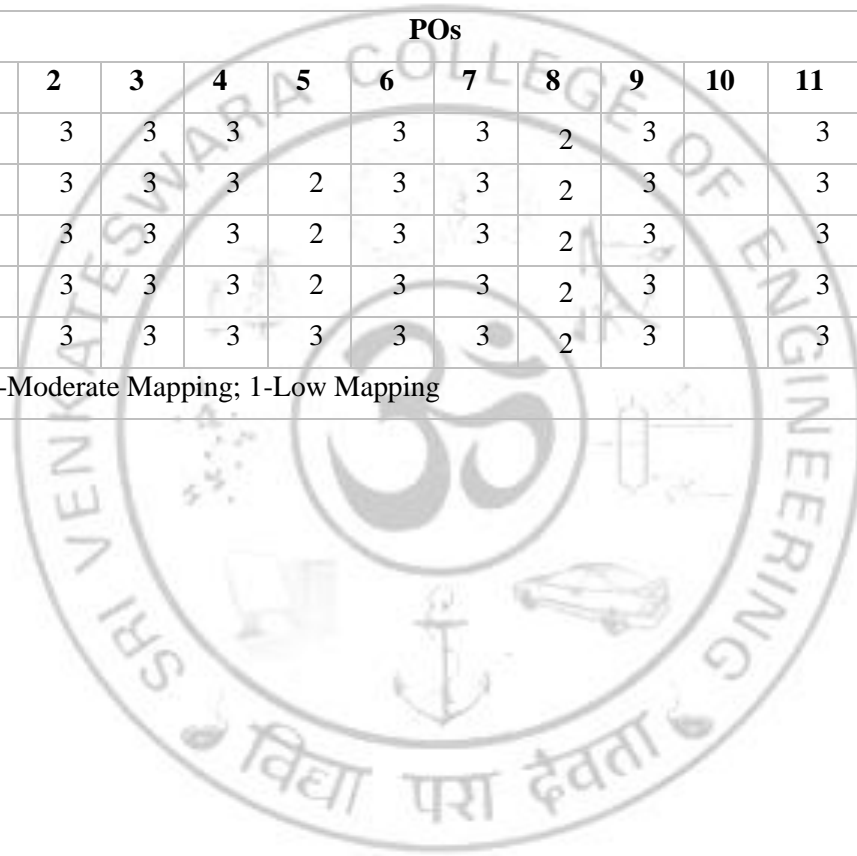 POs
2 3 4 5 6 7 8 9 10 11
3 3 3 3 3 2 3 3
3 3 3 2 3 3 2 3 3
3 3 3 2 3 3 2 3 3
3 3 3 2 3 3 2 3 3
3 3 3 3 3 3 2 3 3
-Moderate Mapping; 1-Low Mapping
SRI VENKATESWARA COLLEGE OF ENGINEERING
विद्या परा देवता